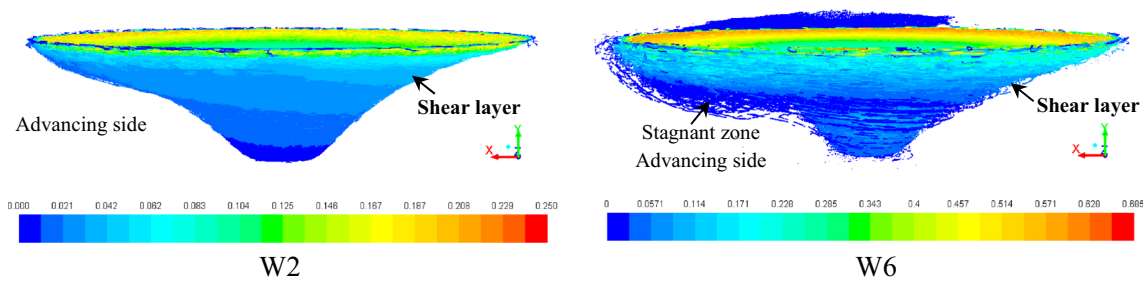 Shear layer
Advancing side
Y
X
Shear layer
Stagnant zone
Advancing side
Y
X
0.000 0.021 0.042 0.062 0.083 0.104 0.125 0.146 0.167 0.187 0.208 0.229 0.250
0 0.0571 0.114 0.171 0.228 0.285 0.343 0.4 0.457 0.514 0.571 0.628 0.685
W2
W6